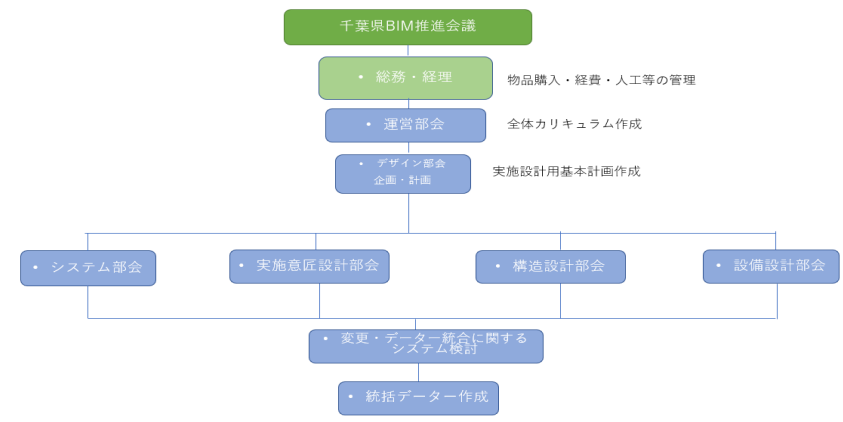 千葉県BIM推進会議
• 総務・経理
物品購入・経費・人工等の管理
• 運営部会
全体カリキュラム作成
• デザイン部会
企画・計画
実施設計用基本計画作成
• システム部会
• 実施意匠設計部会
• 構造設計部会
• 設備設計部会
• 変更・データー統合に関する
システム検討
• 統括データー作成